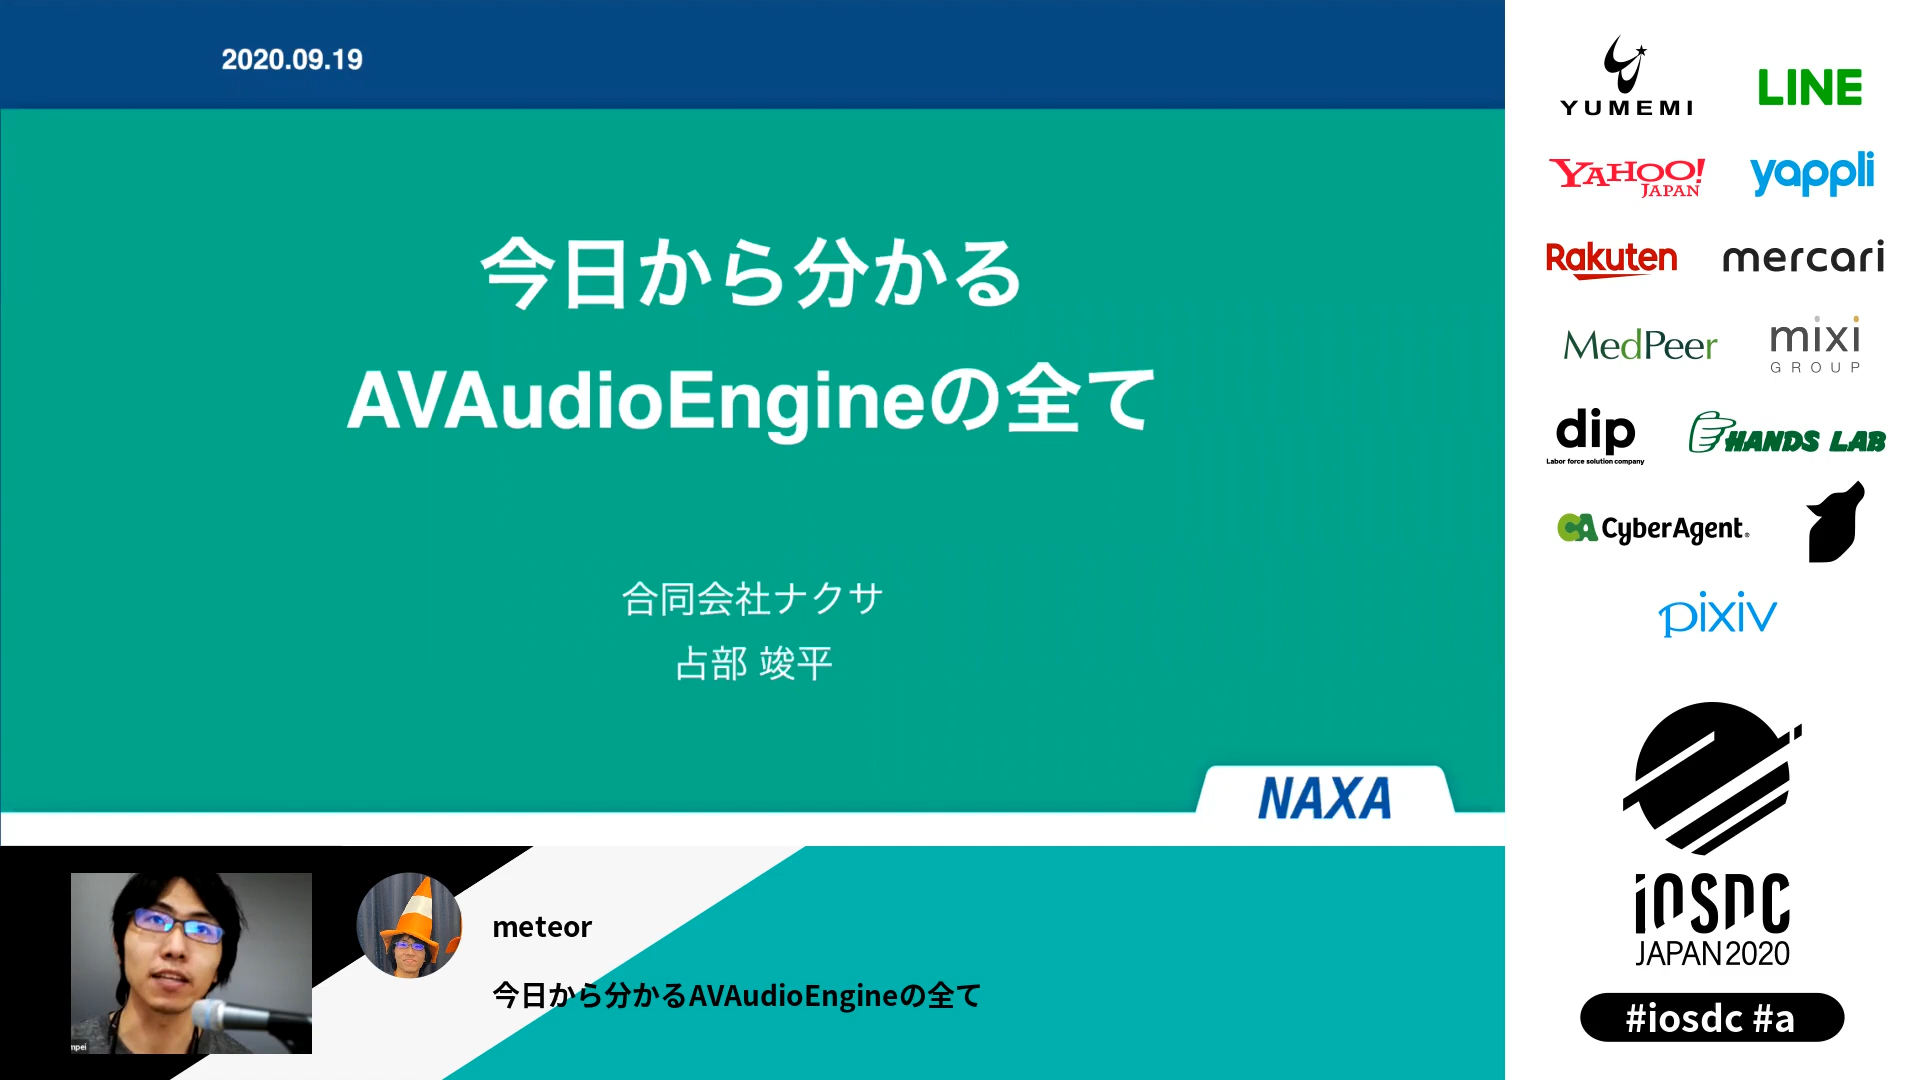 2020.09.19
今日から分かる
AVAudioEngineの全て
合同会社ナクサ
占部 竣平
NAXA
mpei
meteor
今日から分かるAVAudioEngineの全て
YUMEMI
LINE
YAHOO!
JAPAN
yappli
Rakuten
mercari
MedPeer
mixi
GROUP
dip
Labor force solution company
HANDS LAB
CA CyberAgent®
pixiv
iOSDC
JAPAN 2020
#iosdc #a